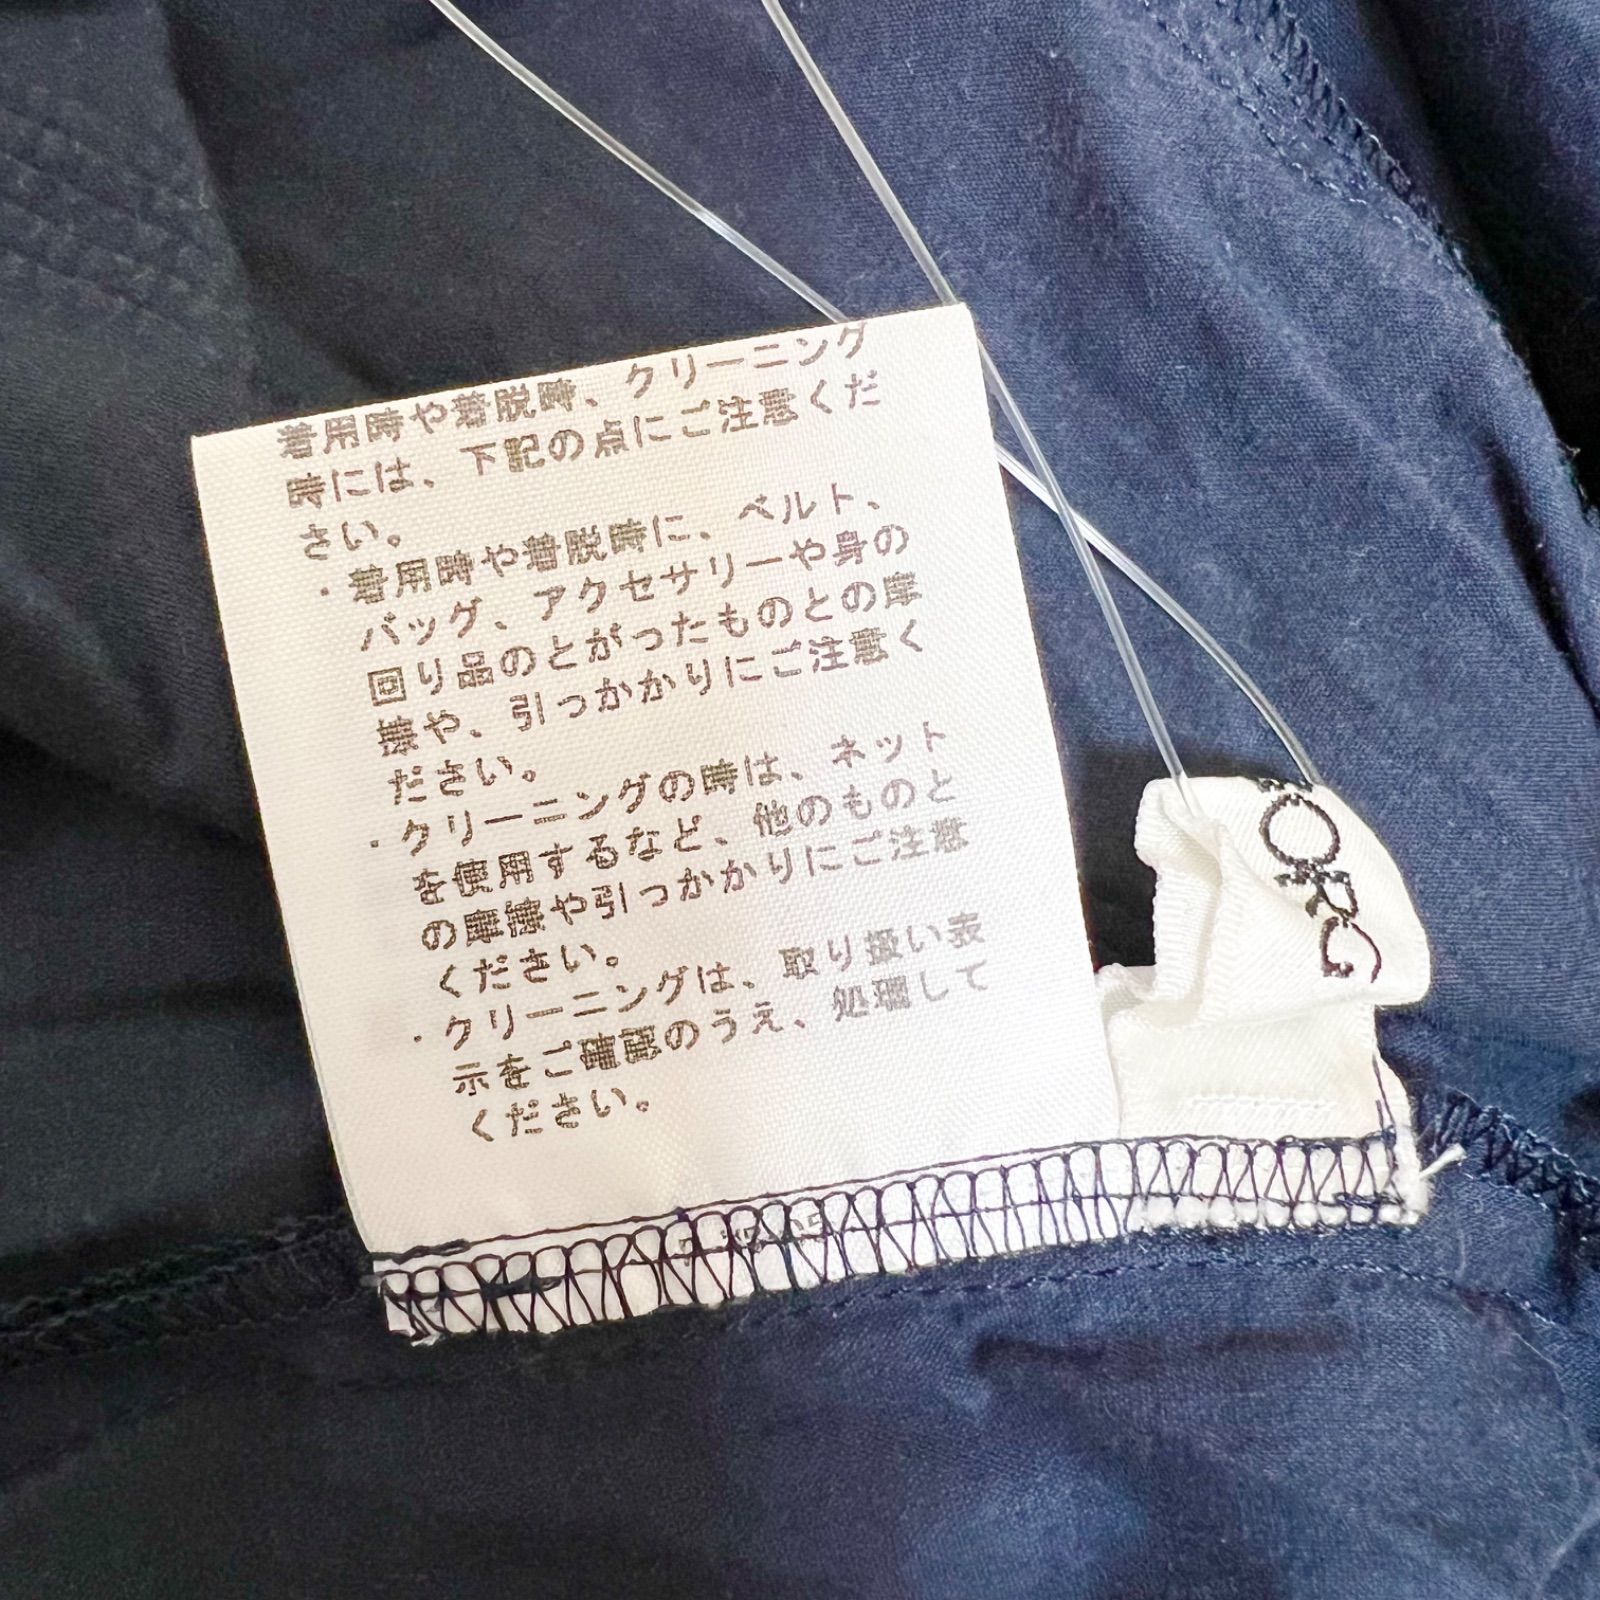 着用時や着脱時、クリーニング
時には、下記の点にご注意くだ
さい。
・着用時や着脱時に、ベルト、
バッグ、アクセサリーや身の
回り品のとがったものとの摩
擦や、引っかかりにご注意く
ださい。
・クリーニングの時は、ネット
を使用するなど、他のものと
の摩擦や引っかかりにご注意
ください。
・クリーニングは、取り扱い表
示をご確認のうえ、処理して
ください。
ORG